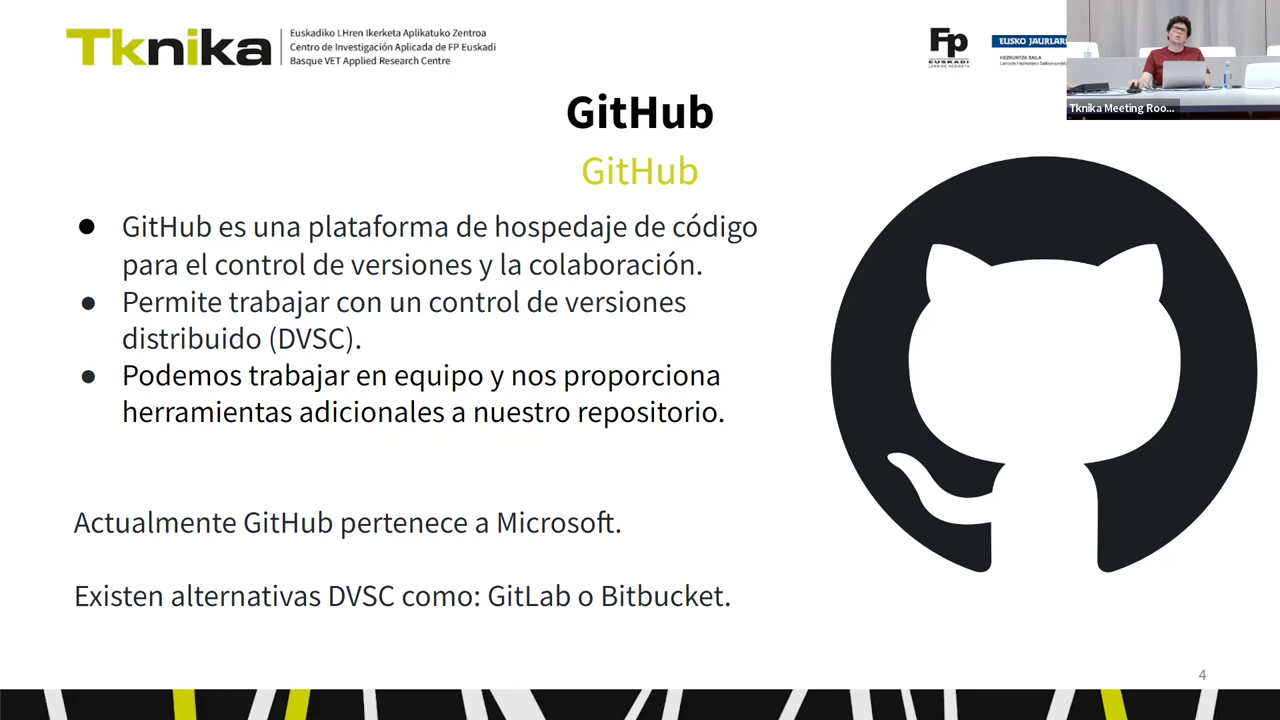 Tknika
Euskadiko LHren Ikerketa Aplikatuko Zentroa
Centro de Investigación Aplicada de FP Euskadi
Basque VET Applied Research Centre
Fp
EUSKADI
LANBIDE HEZIKETA
EUSKO JAURLAR
HEZKUNTZA SAILA
Tknika Meeting Roo...
GitHub
GitHub
● GitHub es una plataforma de hospedaje de código
para el control de versiones y la colaboración.
● Permite trabajar con un control de versiones
distribuido (DVSC).
● Podemos trabajar en equipo y nos proporciona
herramientas adicionales a nuestro repositorio.
Actualmente GitHub pertenece a Microsoft.
Existen alternativas DVSC como: GitLab o Bitbucket.
4